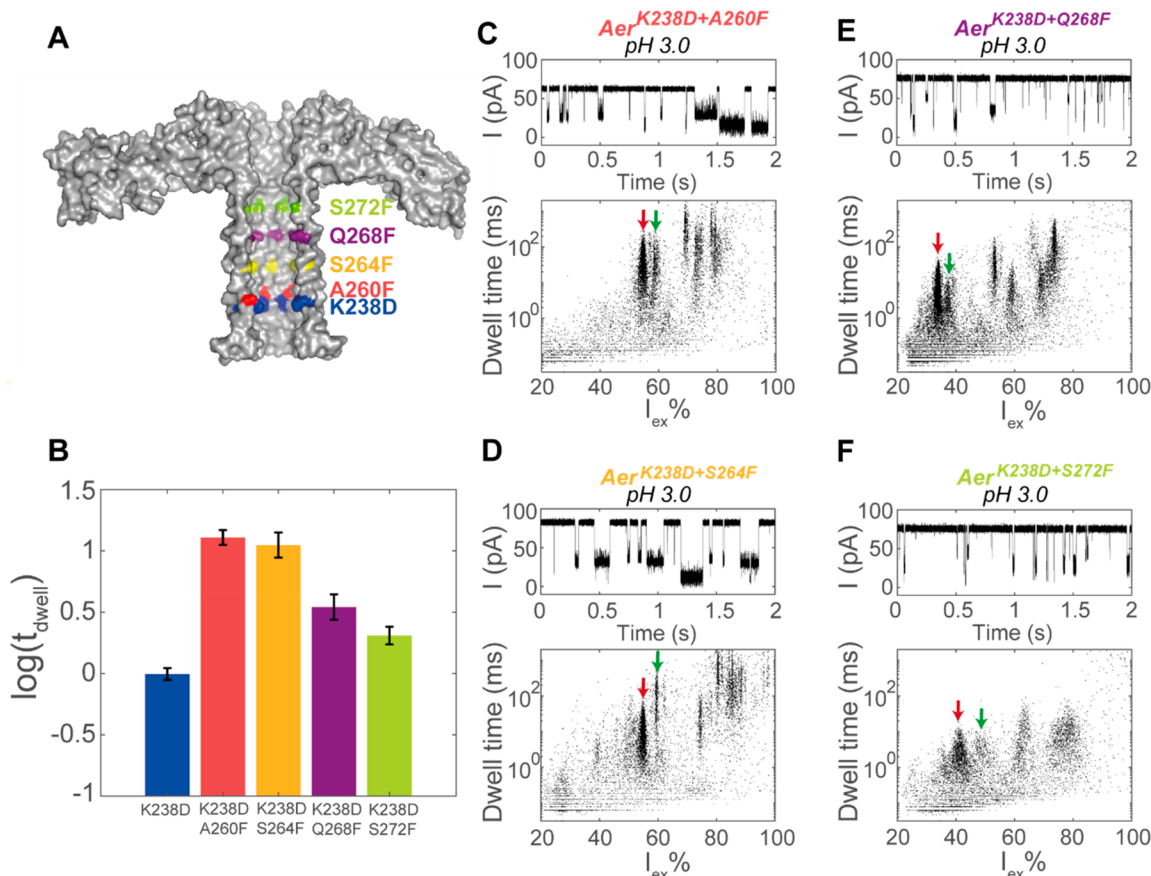 A
S272F
Q268F
S264F
A260F
K238D
B
log(t_dwell)
1.5
1
0.5
0
-0.5
-1
K238D
K238D
A260F
K238D
S264F
K238D
Q268F
K238D
S272F
C
Aer^K238D+A260F
pH 3.0
I (pA)
100
50
0
0 0.5 1 1.5 2
Time (s)
Dwell time (ms)
10^2
10^0
20 40 60 80 100
I_ex%
D
Aer^K238D+S264F
pH 3.0
I (pA)
100
50
0
0 0.5 1 1.5 2
Time (s)
Dwell time (ms)
10^2
10^0
20 40 60 80 100
I_ex%
E
Aer^K238D+Q268F
pH 3.0
I (pA)
100
50
0
0 0.5 1 1.5 2
Time (s)
Dwell time (ms)
10^2
10^0
20 40 60 80 100
I_ex%
F
Aer^K238D+S272F
pH 3.0
I (pA)
100
50
0
0 0.5 1 1.5 2
Time (s)
Dwell time (ms)
10^2
10^0
20 40 60 80 100
I_ex%